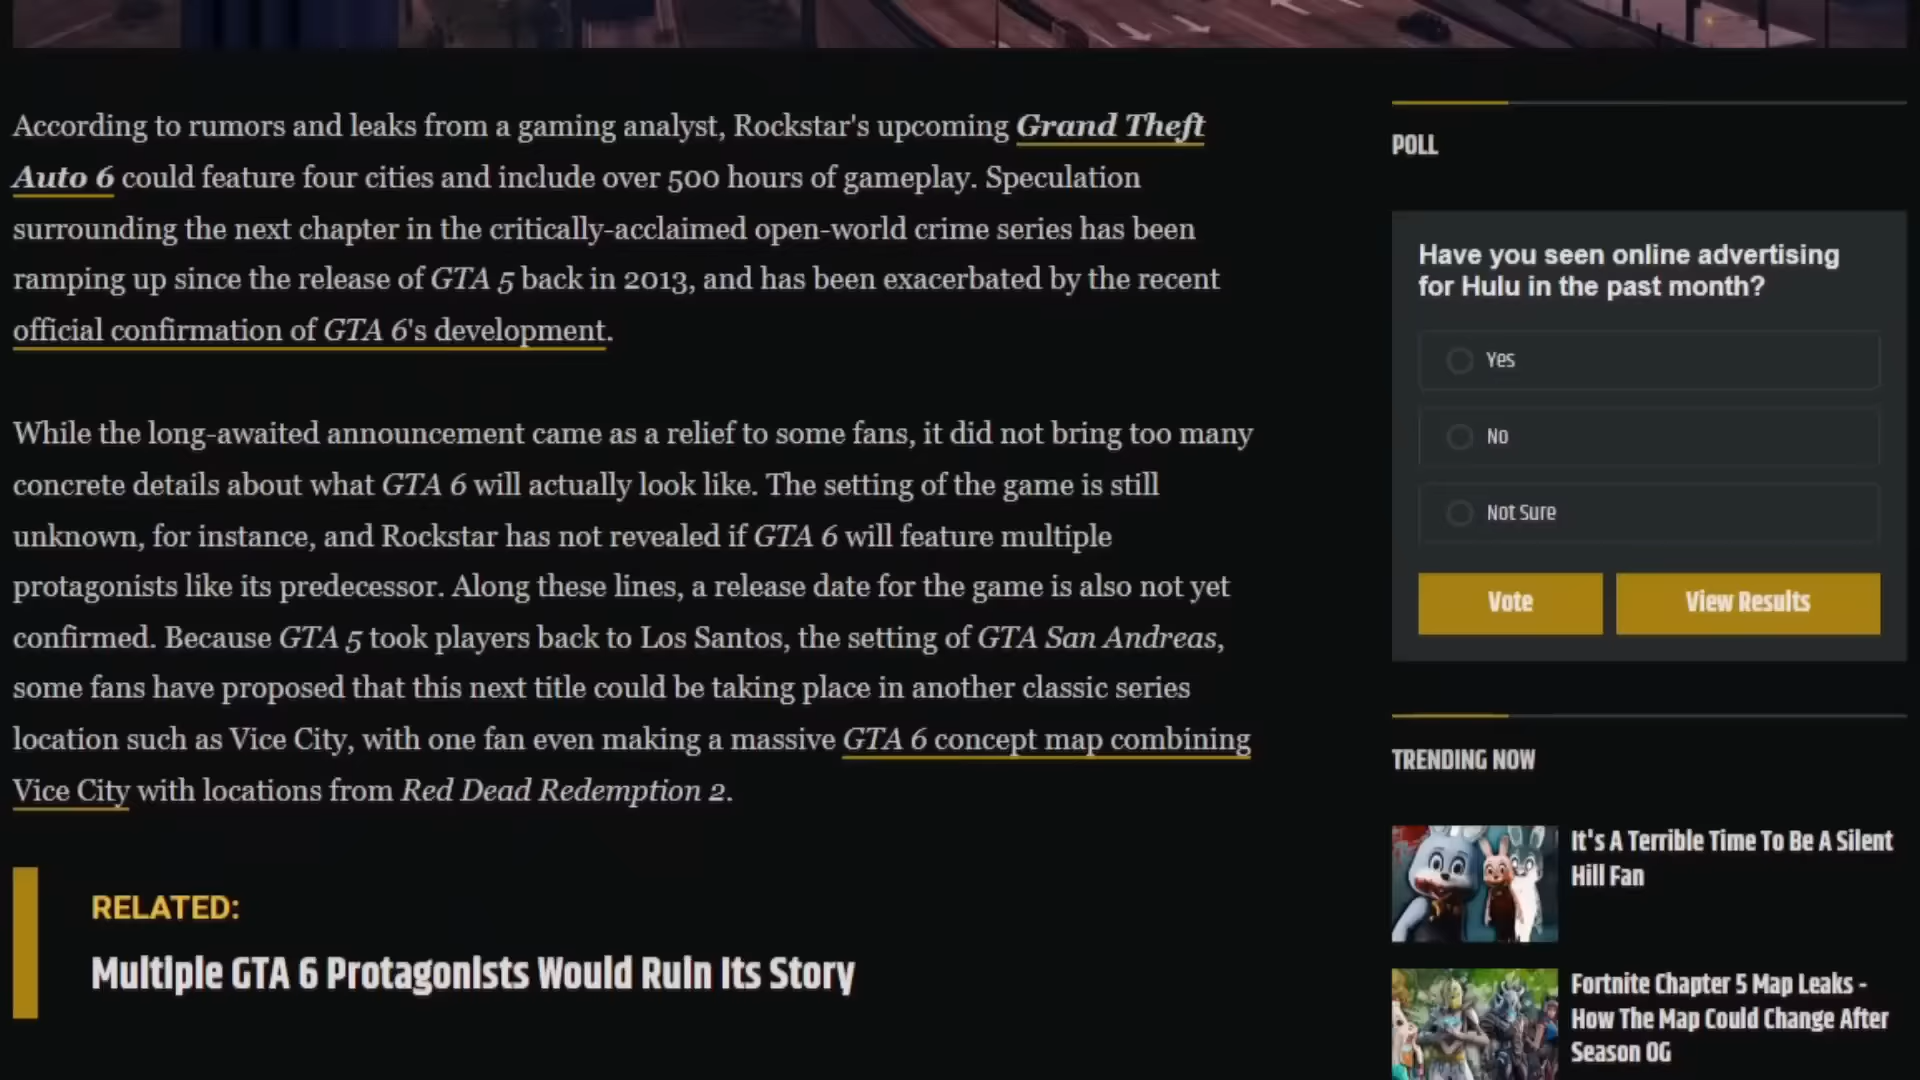 According to rumors and leaks from a gaming analyst, Rockstar's upcoming Grand Theft
Auto 6 could feature four cities and include over 500 hours of gameplay. Speculation
surrounding the next chapter in the critically-acclaimed open-world crime series has been
ramping up since the release of GTA 5 back in 2013, and has been exacerbated by the recent
official confirmation of GTA 6's development.
While the long-awaited announcement came as a relief to some fans, it did not bring too many
concrete details about what GTA 6 will actually look like. The setting of the game is still
unknown, for instance, and Rockstar has not revealed if GTA 6 will feature multiple
protagonists like its predecessor. Along these lines, a release date for the game is also not yet
confirmed. Because GTA 5 took players back to Los Santos, the setting of GTA San Andreas,
some fans have proposed that this next title could be taking place in another classic series
location such as Vice City, with one fan even making a massive GTA 6 concept map combining
Vice City with locations from Red Dead Redemption 2.
RELATED:
Multiple GTA 6 Protagonists Would Ruin Its Story
POLL
Have you seen online advertising
for Hulu in the past month?
Yes
No
Not Sure
Vote
View Results
TRENDING NOW
It's A Terrible Time To Be A Silent
Hill Fan
Fortnite Chapter 5 Map Leaks -
How The Map Could Change After
Season OG